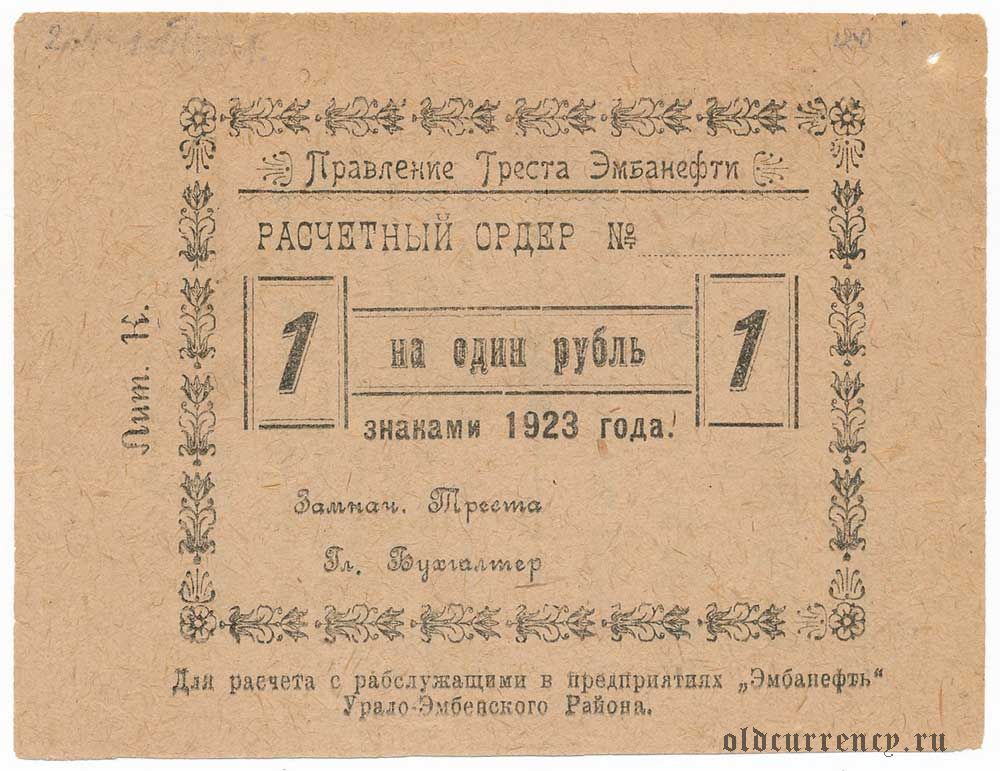 Правление Треста Эмбанефти
РАСЧЕТНЫЙ ОРДЕР №
1 на один рубль 1
знаками 1923 года.
Лит. К.
Замнач. Треста
Гл. Бухгалтер
Для расчета с рабслужащими в предприятиях „Эмбанефть“
Урало-Эмбенского Района.
oldcurrency.ru